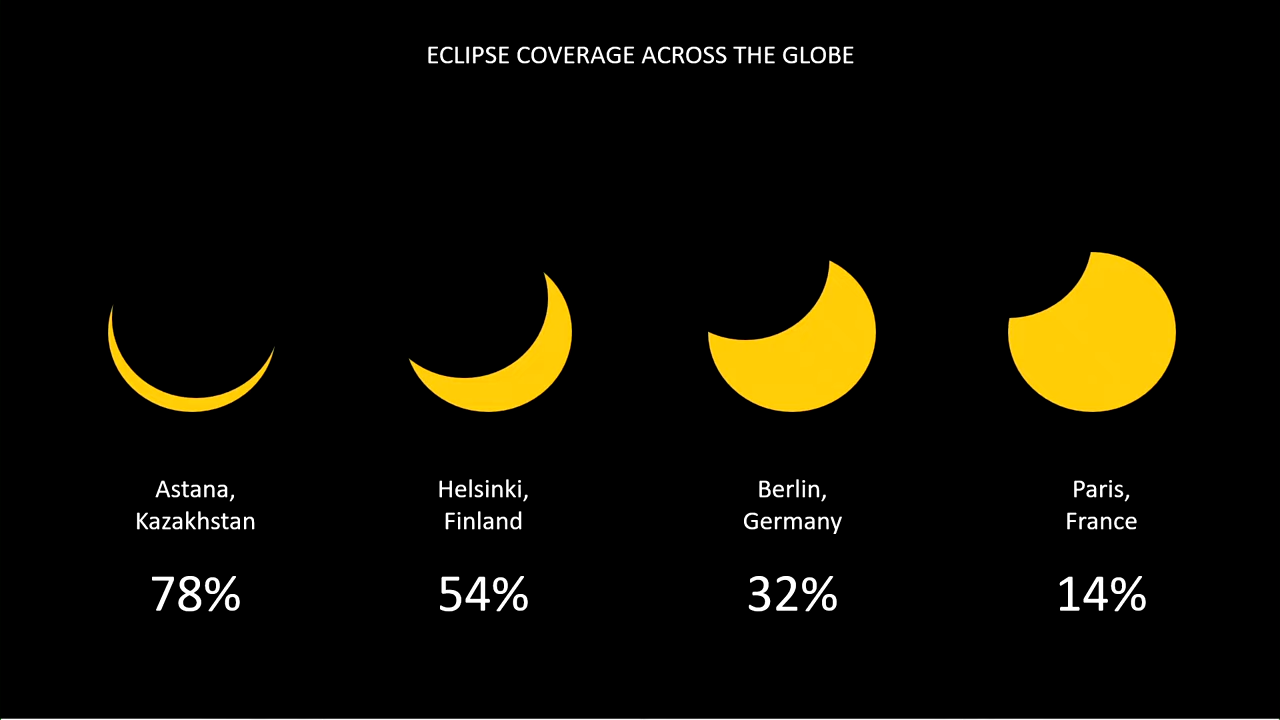 ECLIPSE COVERAGE ACROSS THE GLOBE
Astana,
Kazakhstan
78%
Helsinki,
Finland
54%
Berlin,
Germany
32%
Paris,
France
14%